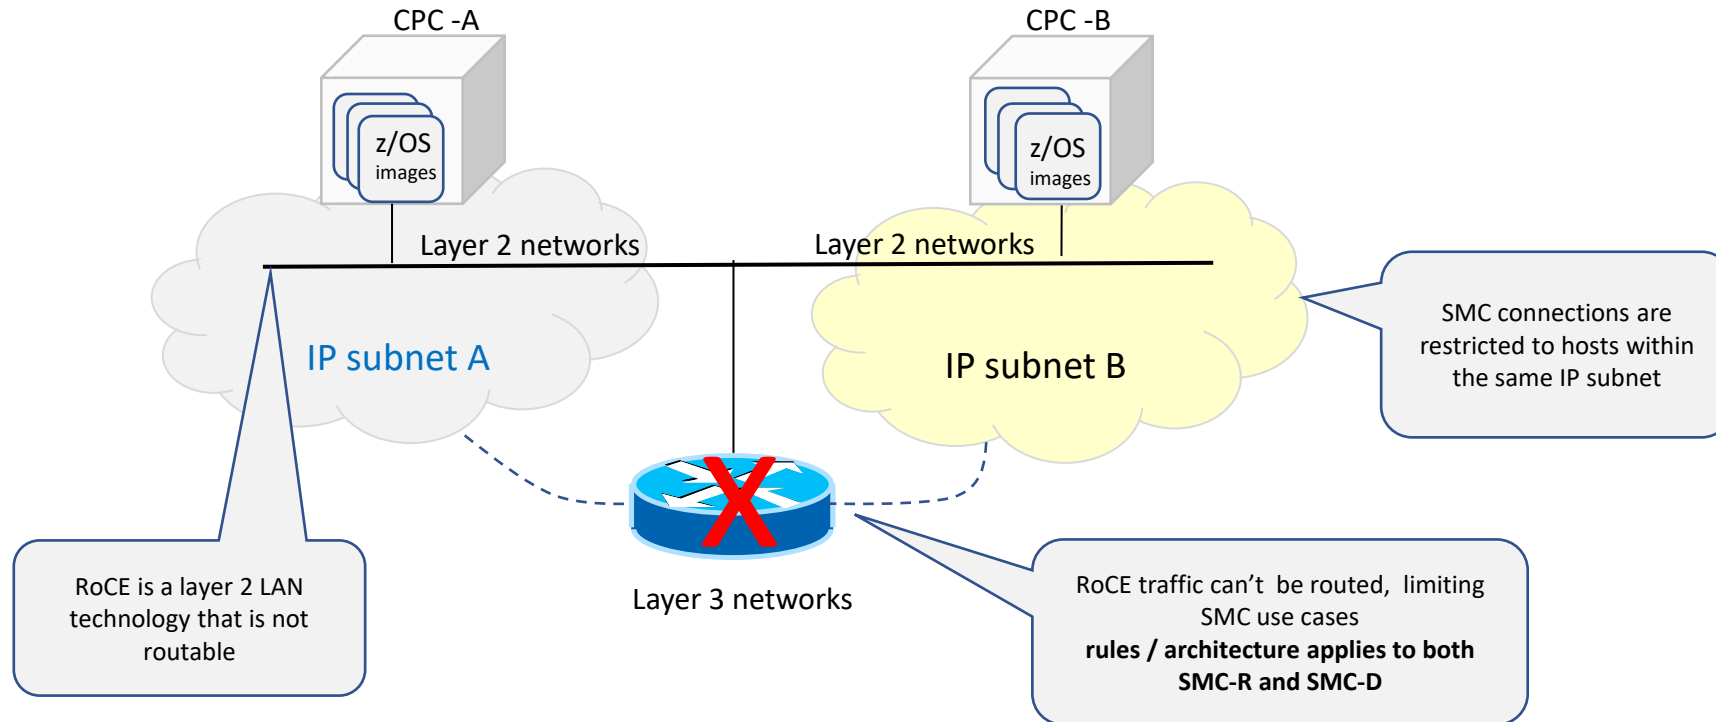 CPC -A
CPC -B
z/OS
images
z/OS
images
Layer 2 networks
Layer 2 networks
IP subnet A
IP subnet B
SMC connections are
restricted to hosts within
the same IP subnet
RoCE is a layer 2 LAN
technology that is not
routable
X
Layer 3 networks
RoCE traffic can’t  be routed,  limiting
SMC use cases
rules / architecture applies to both
SMC-R and SMC-D